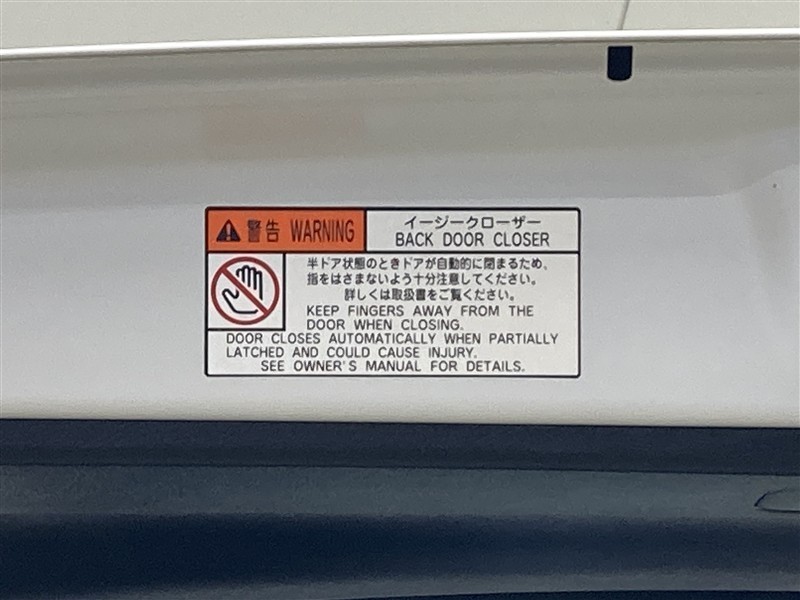 警告 WARNING
イージークローザー
BACK DOOR CLOSER
半ドア状態のときドアが自動的に閉まるため、
指をはさまないよう十分注意してください。
詳しくは取扱書をご覧ください。
KEEP FINGERS AWAY FROM THE
DOOR WHEN CLOSING.
DOOR CLOSES AUTOMATICALLY WHEN PARTIALLY
LATCHED AND COULD CAUSE INJURY.
SEE OWNER'S MANUAL FOR DETAILS.